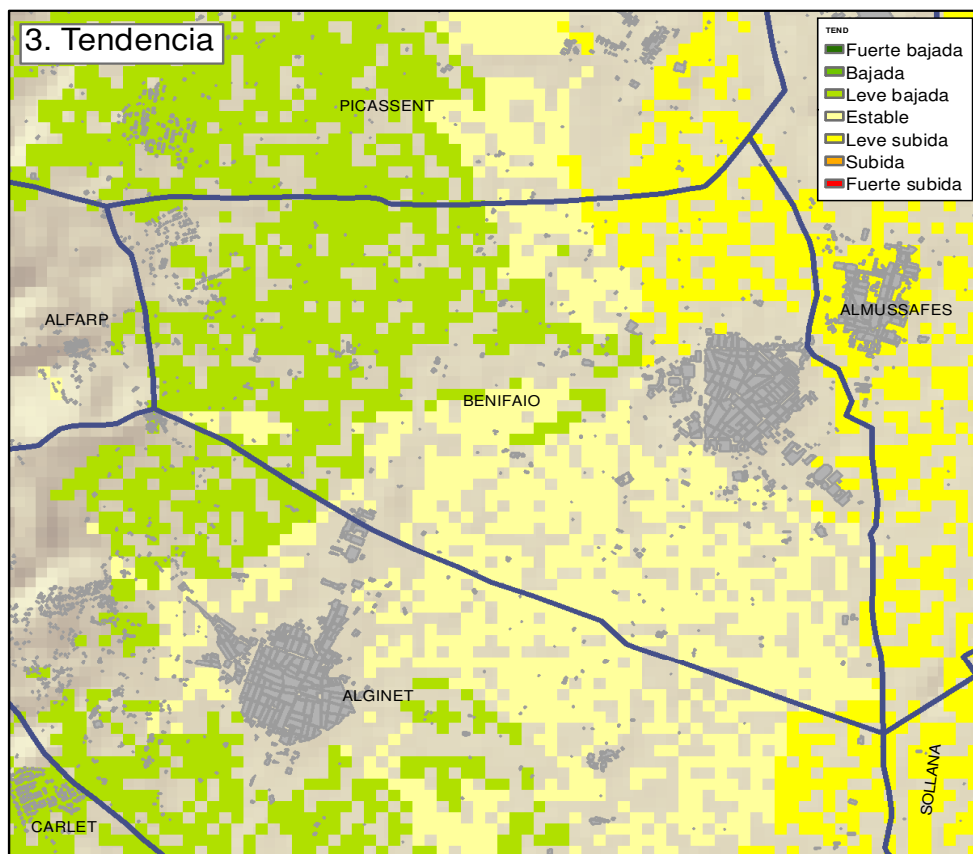 3. Tendencia
TEND
Fuerte bajada
Bajada
Leve bajada
Estable
Leve subida
Subida
Fuerte subida
PICASSENT
ALFARP
ALMUSSAFES
BENIFAIO
ALGINET
SOLLANA
CARLET